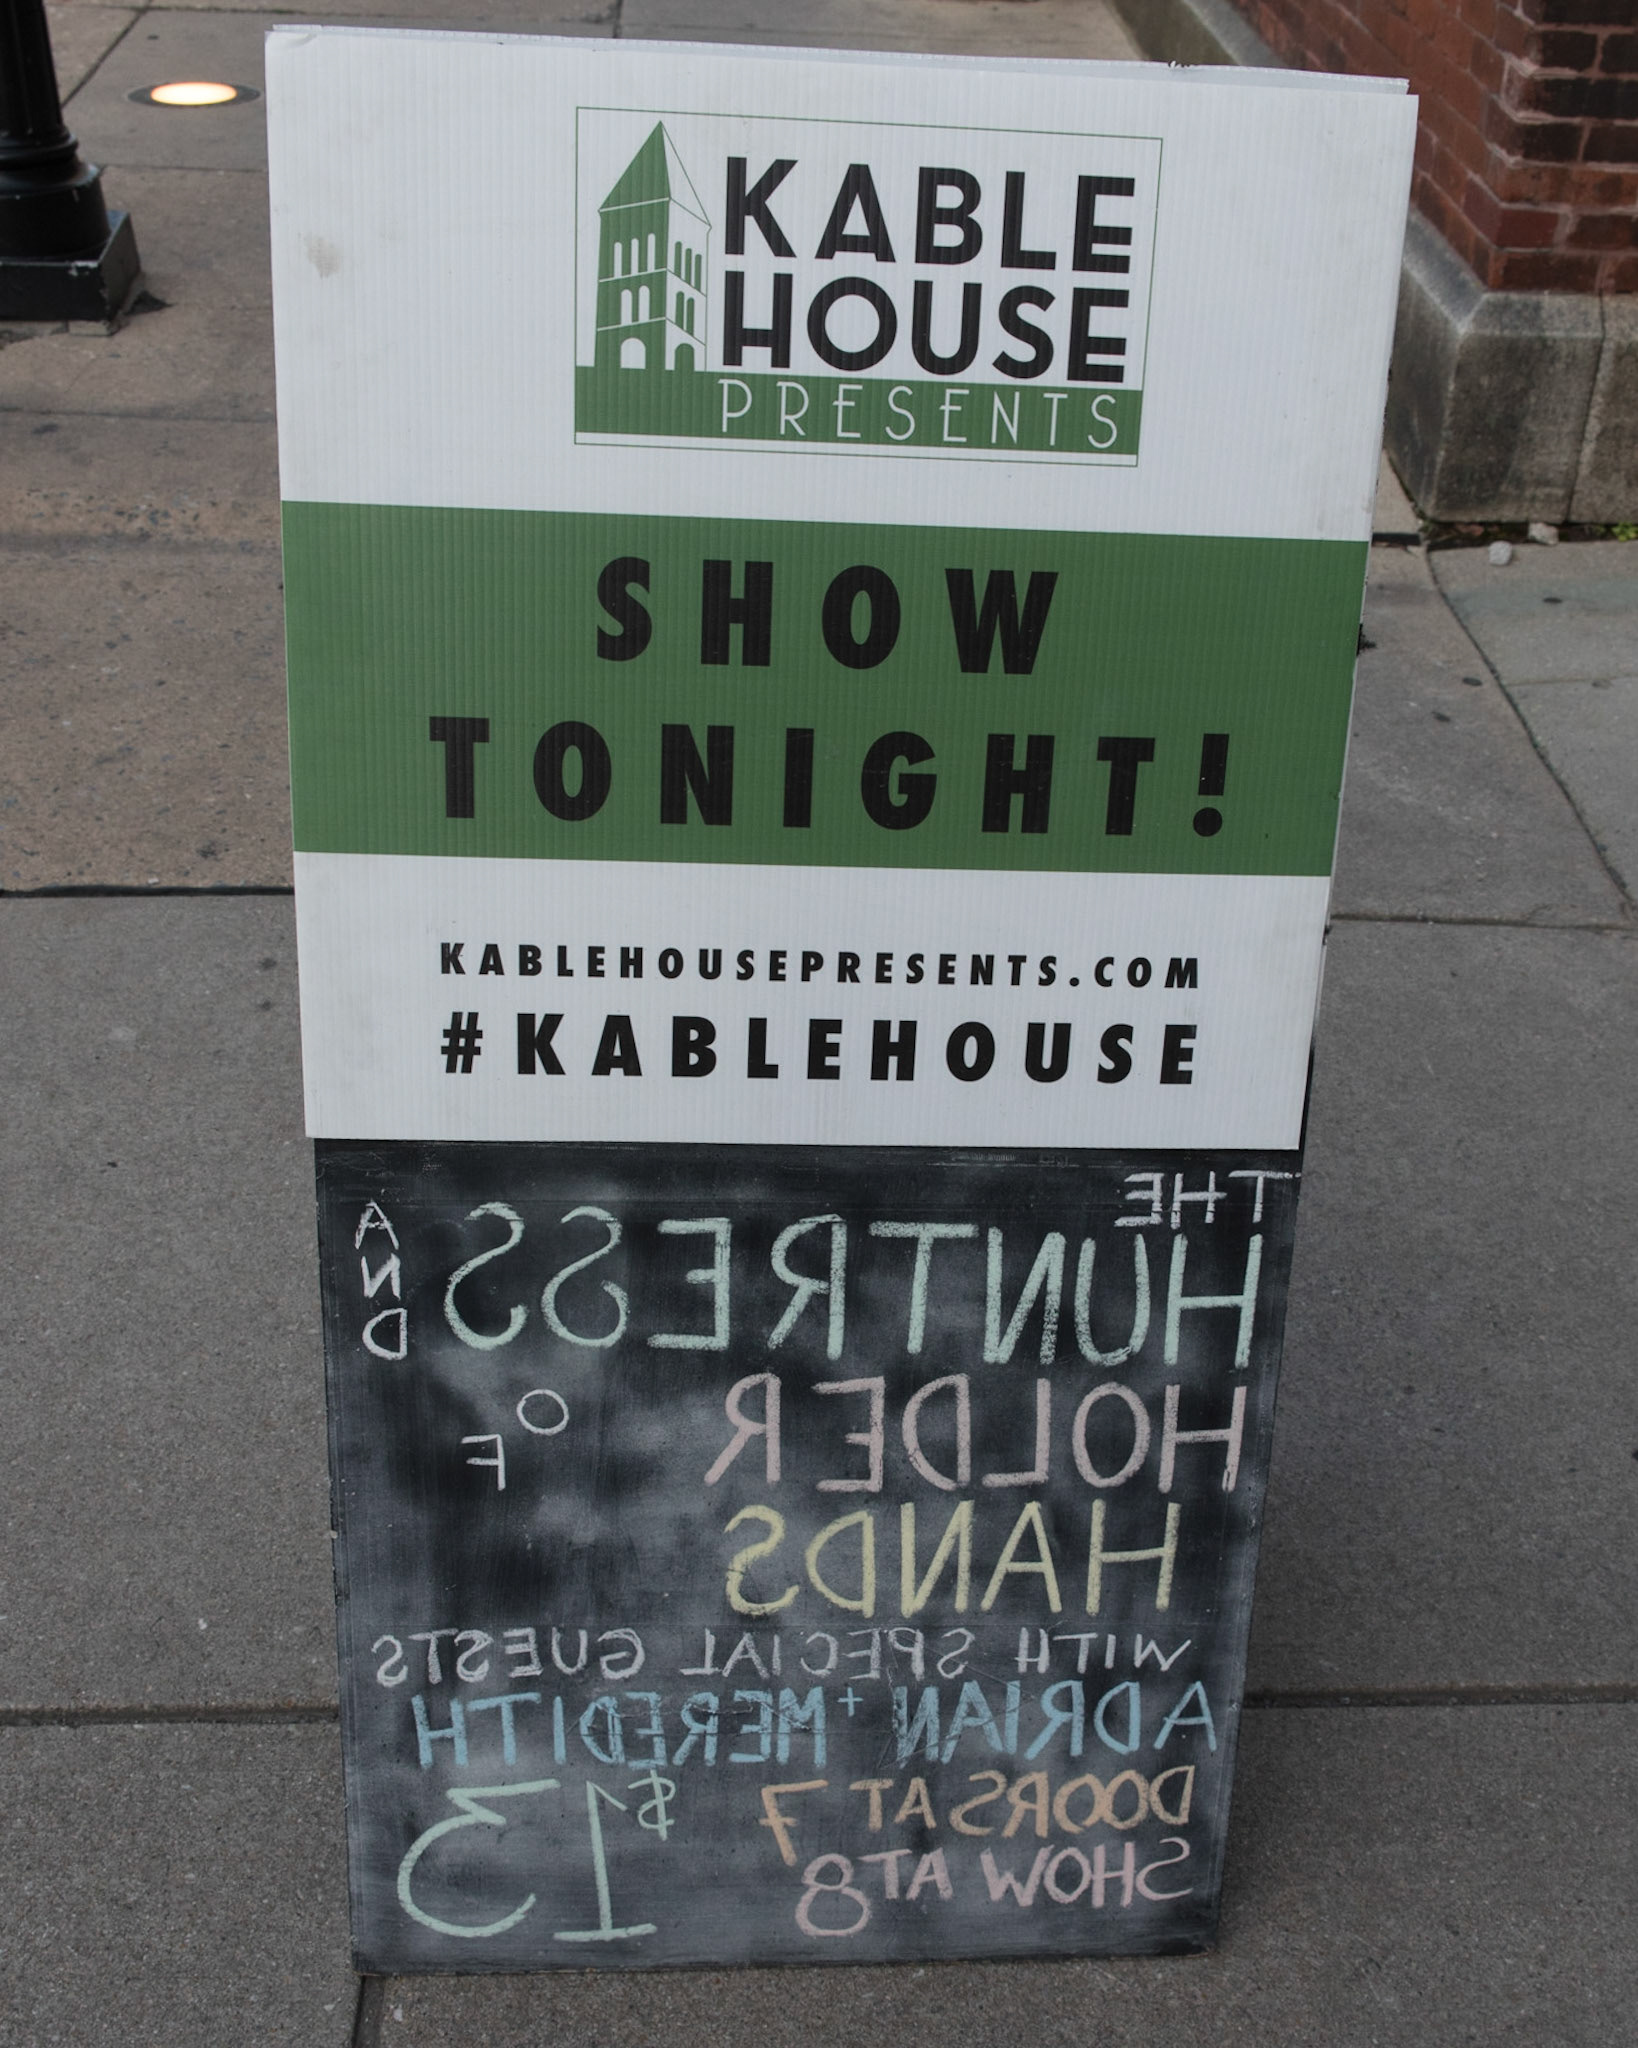 KABLE
HOUSE
PRESENTS
SHOW
TONIGHT!
KABLEHOUSEPRESENTS.COM
#KABLEHOUSE
THE
HUNTRESS AND
HOLDER OF
HANDS
WITH SPECIAL GUESTS
ADRIAN + MEREDITH
DOORS AT 7
SHOW AT 8
$13